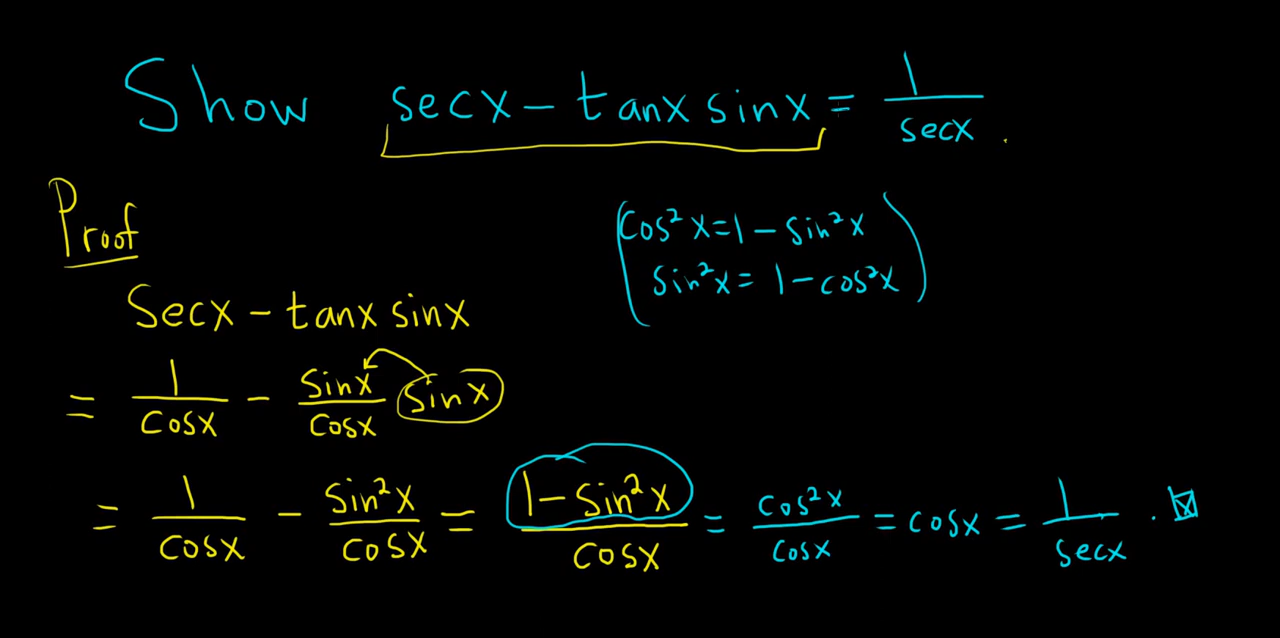 Show secx - tanx sinx = 1/secx.
Proof
(cos²x = 1 - sin²x
sin²x = 1 - cos²x)
secx - tanx sinx
= 1/cosx - sinx/cosx sinx
= 1/cosx - sin²x/cosx = 1 - sin²x/cosx = cos²x/cosx = cosx = 1/secx.